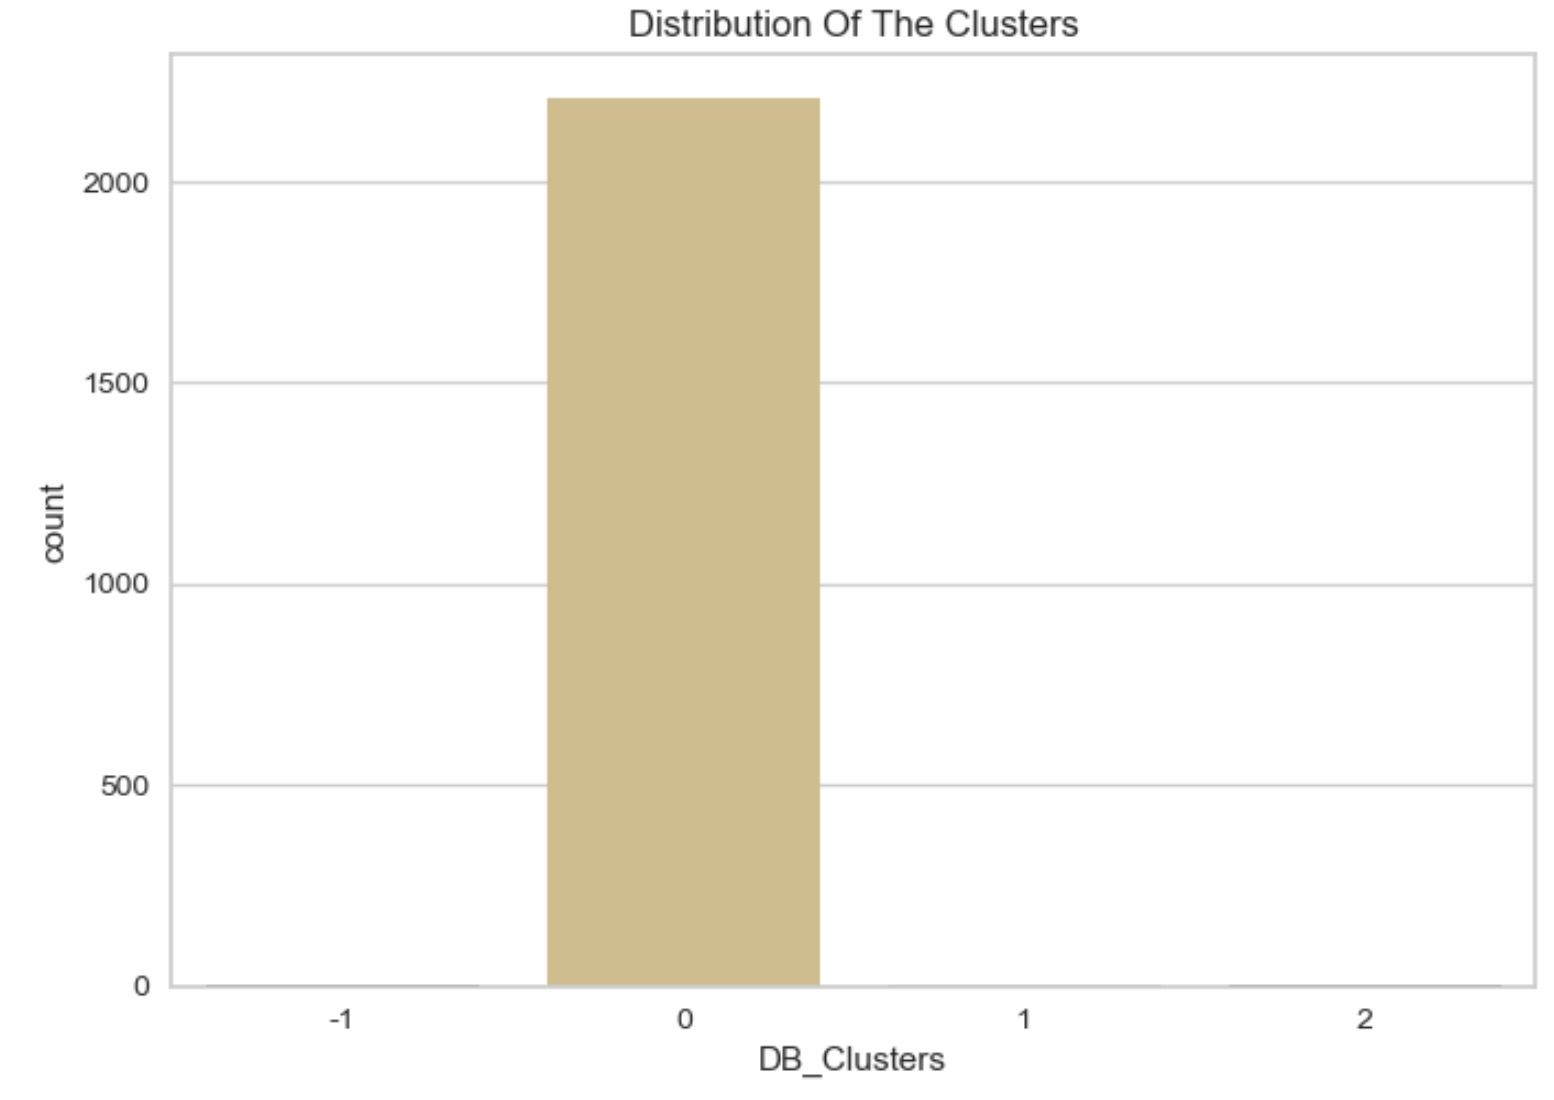 Distribution Of The Clusters
2000
1500
1000
500
0
count
-1 0 1 2
DB_Clusters